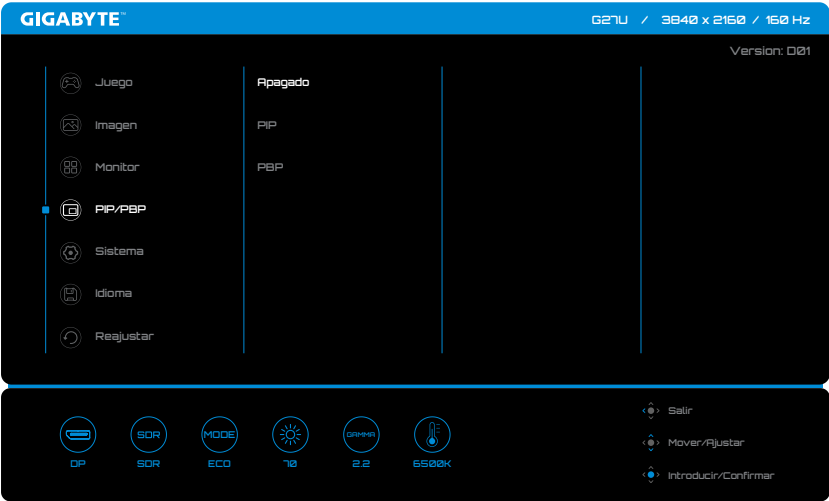 GIGABYTE™
G27U / 3840 x 2160 / 160 Hz
Version: D01
Juego
Apagado
Imagen
PIP
Monitor
PBP
PIP/PBP
Sistema
Idioma
Reajustar
SDR
MODE
GAMMA
DP
SDR
ECO
70
2.2
6500K
Salir
Mover/Ajustar
Introducir/Confirmar